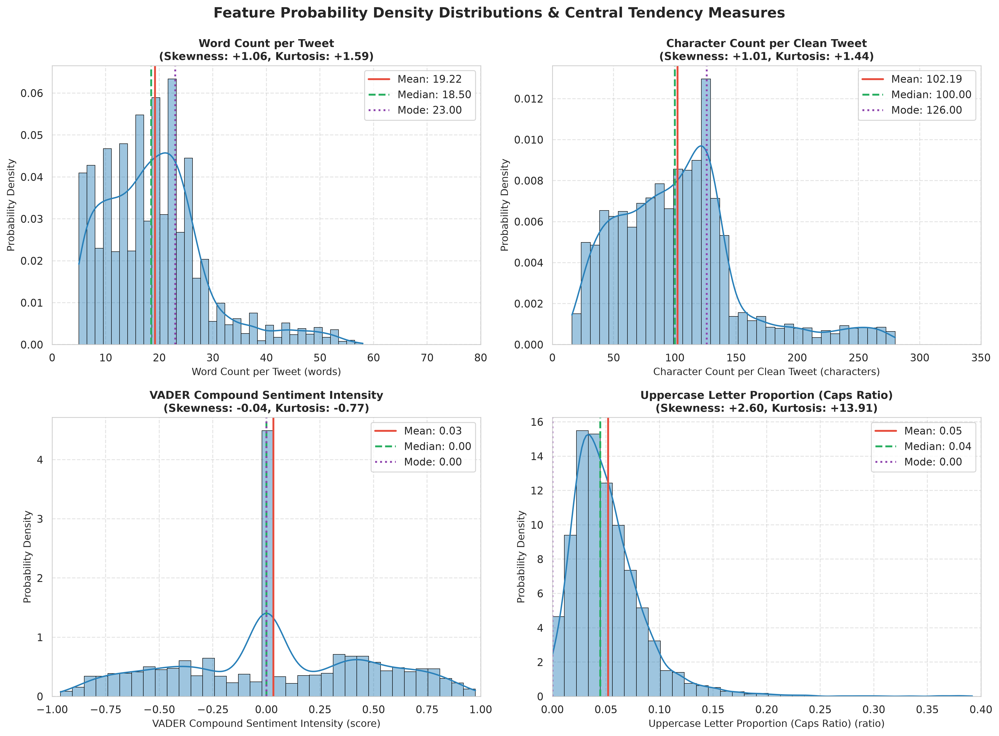 Feature Probability Density Distributions & Central Tendency Measures
Word Count per Tweet
(Skewness: +1.06, Kurtosis: +1.59)
Mean: 19.22
Median: 18.50
Mode: 23.00
Probability Density
0.06
0.05
0.04
0.03
0.02
0.01
0.00
0 10 20 30 40 50 60 70 80
Word Count per Tweet (words)
Character Count per Clean Tweet
(Skewness: +1.01, Kurtosis: +1.44)
Mean: 102.19
Median: 100.00
Mode: 126.00
Probability Density
0.012
0.010
0.008
0.006
0.004
0.002
0.000
0 50 100 150 200 250 300 350
Character Count per Clean Tweet (characters)
VADER Compound Sentiment Intensity
(Skewness: -0.04, Kurtosis: -0.77)
Mean: 0.03
Median: 0.00
Mode: 0.00
Probability Density
4
3
2
1
0
−1.00 −0.75 −0.50 −0.25 0.00 0.25 0.50 0.75 1.00
VADER Compound Sentiment Intensity (score)
Uppercase Letter Proportion (Caps Ratio)
(Skewness: +2.60, Kurtosis: +13.91)
Mean: 0.05
Median: 0.04
Mode: 0.00
Probability Density
16
14
12
10
8
6
4
2
0
0.00 0.05 0.10 0.15 0.20 0.25 0.30 0.35 0.40
Uppercase Letter Proportion (Caps Ratio) (ratio)